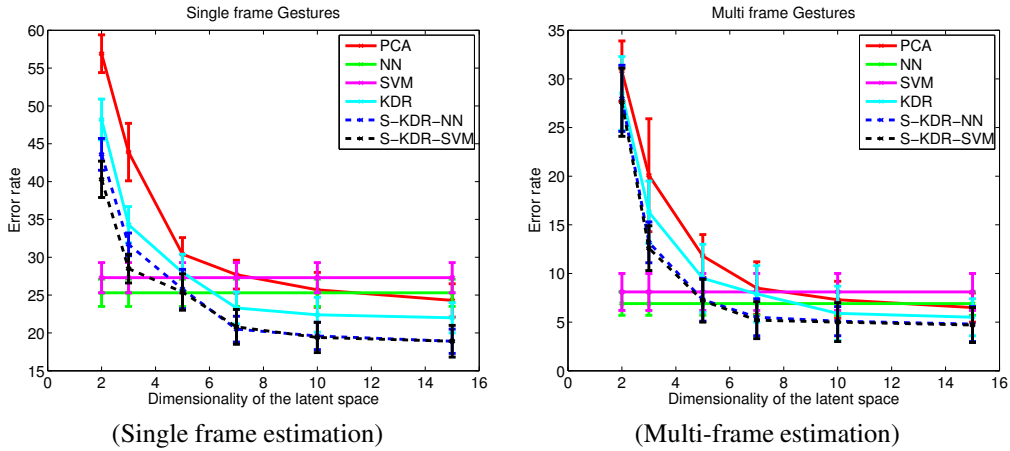 Single frame Gestures
60
55
50
45
40
35
30
25
20
15
Error rate
0 2 4 6 8 10 12 14 16
Dimensionality of the latent space
PCA
NN
SVM
KDR
S−KDR−NN
S−KDR−SVM
(Single frame estimation)
Multi frame Gestures
35
30
25
20
15
10
5
0
Error rate
0 2 4 6 8 10 12 14 16
Dimensionality of the latent space
PCA
NN
SVM
KDR
S−KDR−NN
S−KDR−SVM
(Multi-frame estimation)